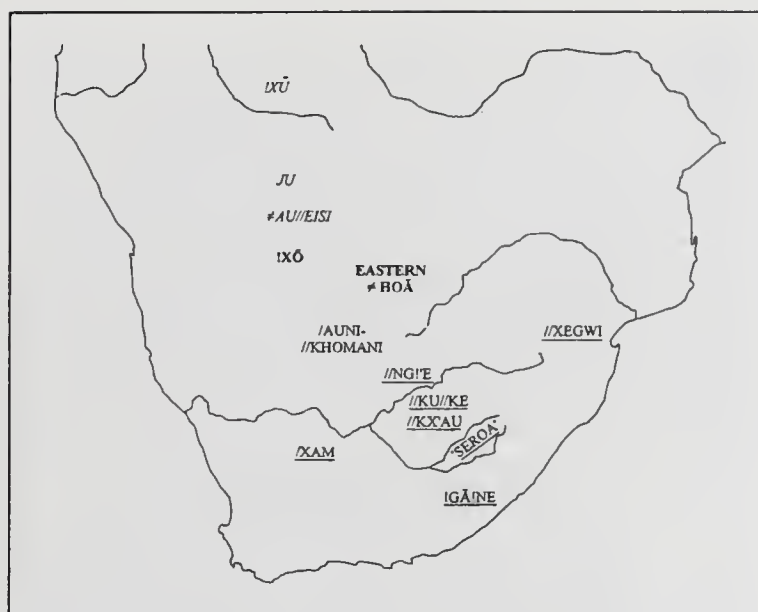 !XŨ
JU
≠AU//EISI
!XÕ
EASTERN
≠HOÃ
/AUNI-
//KHOMANI
//XEGWI
//NG!'E
//KU//KE
//KX'AU
"SEROA"
/XAM
!GÃ!NE